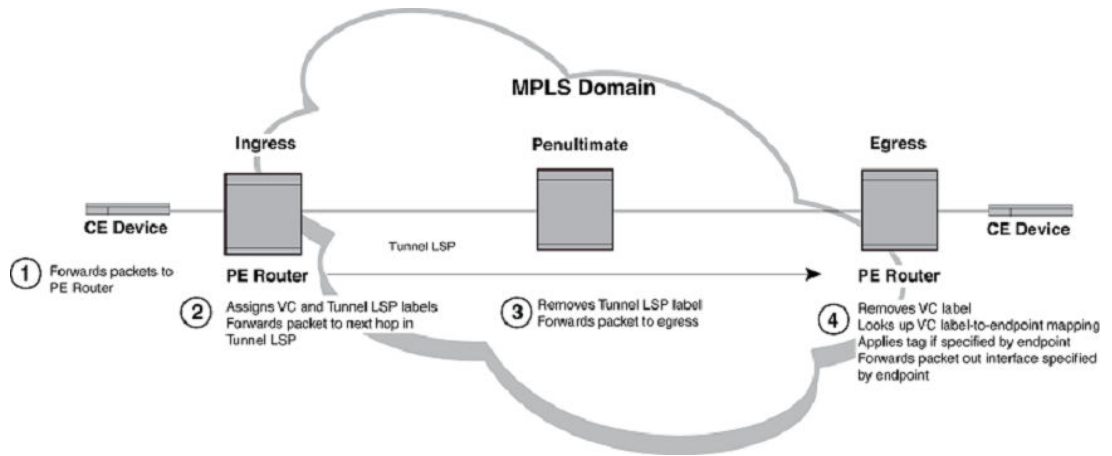 MPLS Domain
Ingress
Penultimate
Egress
CE Device
CE Device
Tunnel LSP
PE Router
PE Router
1
Forwards packets to
PE Router
2
Assigns VC and Tunnel LSP labels
Forwards packet to next hop in
Tunnel LSP
3
Removes Tunnel LSP label
Forwards packet to egress
4
Removes VC label
Looks up VC label-to-endpoint mapping
Applies tag if specified by endpoint
Forwards packet out interface specified
by endpoint